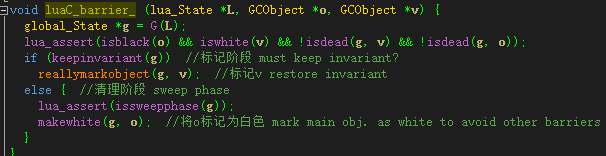 void luaC_barrier_ (lua_State *L, GCObject *o, GCObject *v) {
  global_State *g = G(L);
  lua_assert(isblack(o) && iswhite(v) && !isdead(g, v) && !isdead(g, o));
  if (keepinvariant(g))  //标记阶段 must keep invariant?
    reallymarkobject(g, v);  //标记v restore invariant
  else {  //清理阶段 sweep phase
    lua_assert(issweepphase(g));
    makewhite(g, o);  //将o标记为白色 mark main obj. as white to avoid other barriers
  }
}